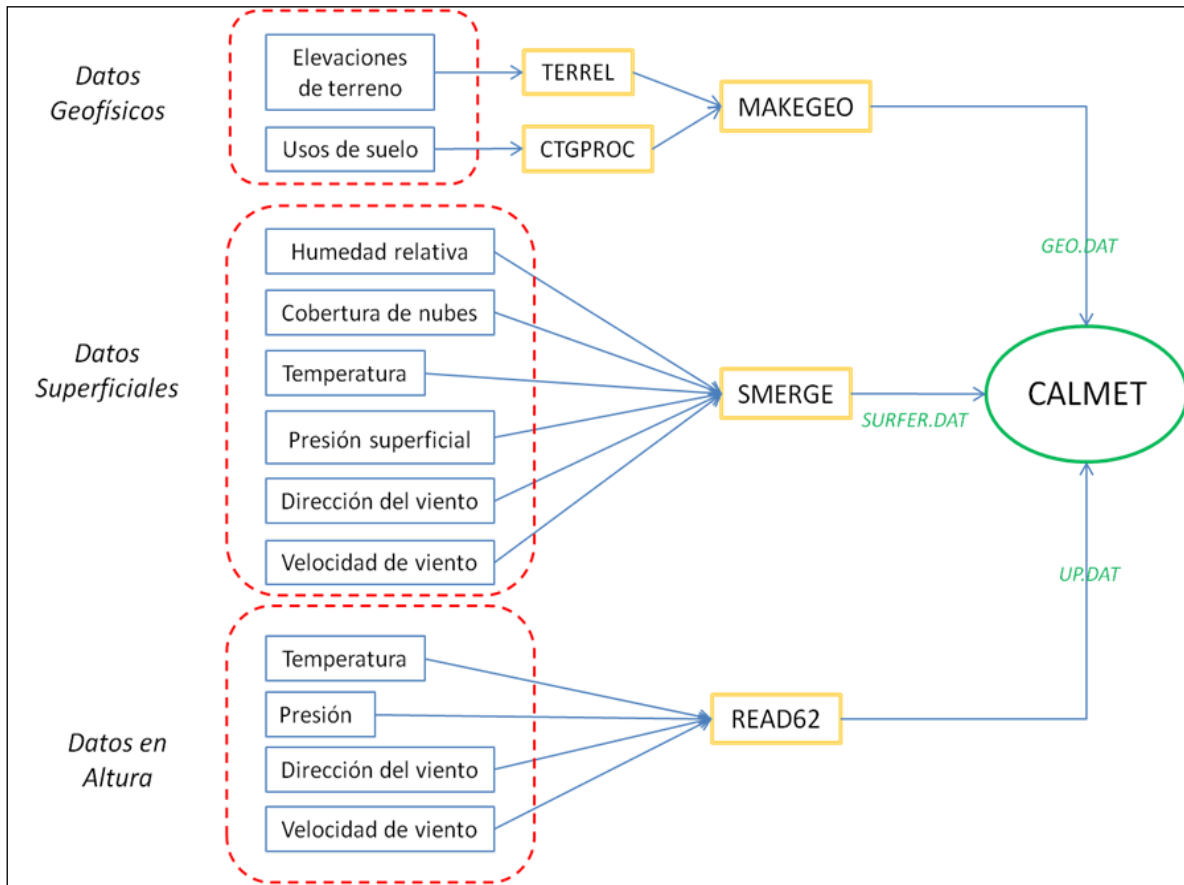 Datos
Geofísicos
Elevaciones
de terreno
Usos de suelo
TERREL
CTGPROC
MAKEGEO
GEO.DAT
Datos
Superficiales
Humedad relativa
Cobertura de nubes
Temperatura
Presión superficial
Dirección del viento
Velocidad de viento
SMERGE
SURFER.DAT
CALMET
Datos en
Altura
Temperatura
Presión
Dirección del viento
Velocidad de viento
READ62
UP.DAT